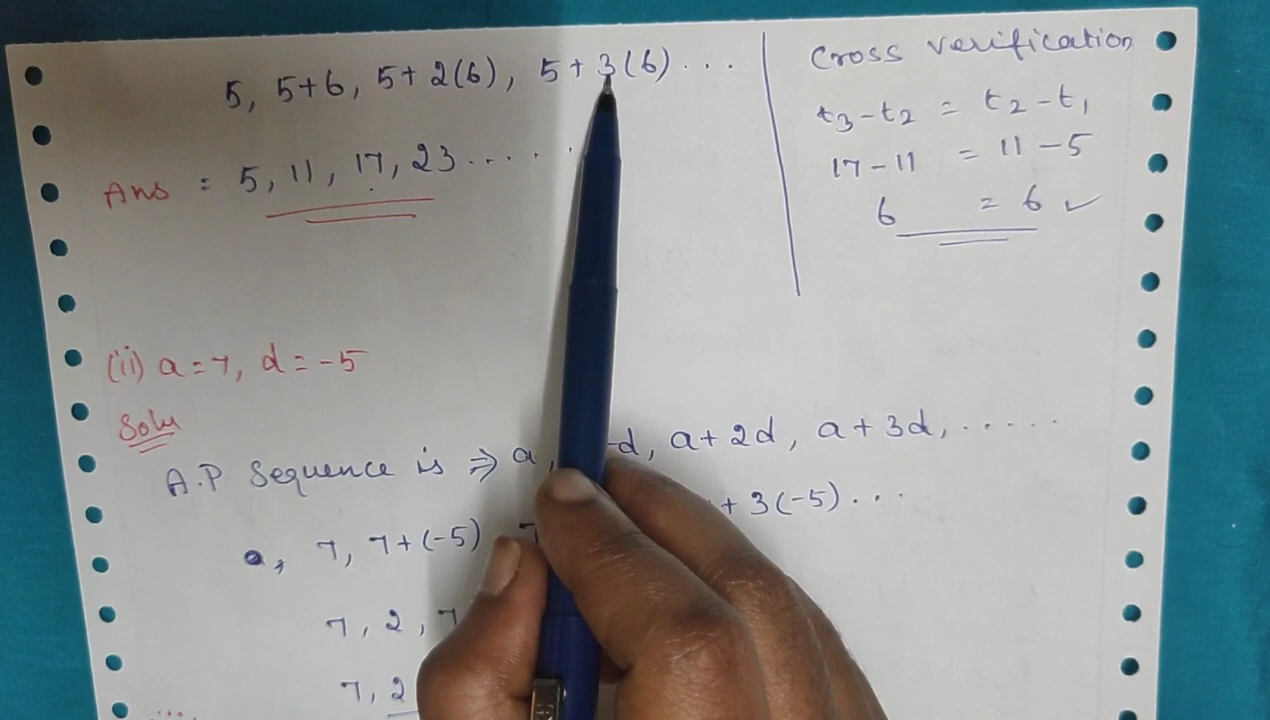 5, 5+6, 5+2(6), 5+3(6)...
Ans = 5, 11, 17, 23......
Cross verification
t₃-t₂ = t₂-t₁
17-11 = 11-5
6 = 6 ✓
(ii) a=7, d=-5
Solu
A.P Sequence is ⇒ a, -d, a+2d, a+3d, .....
a, 7, 7+(-5) 7 +3(-5)...
7, 2, 7
7, 2